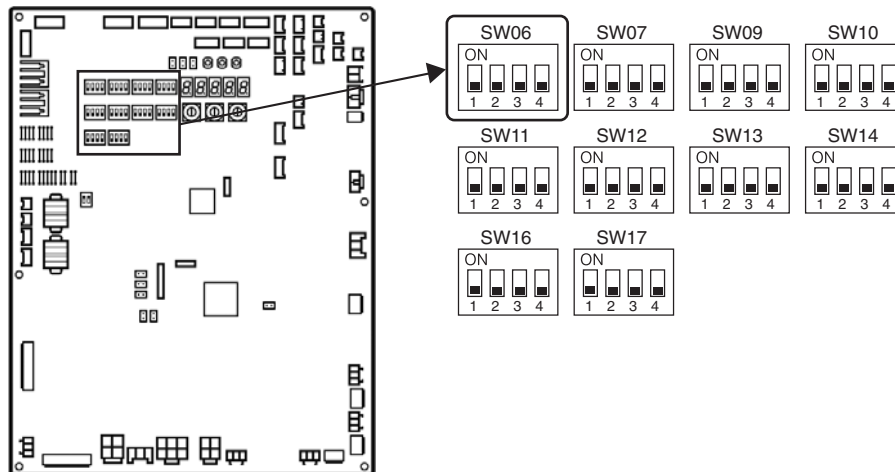 SW06 SW07 SW09 SW10
ON ON ON ON
1 2 3 4 1 2 3 4 1 2 3 4 1 2 3 4
SW11 SW12 SW13 SW14
ON ON ON ON
1 2 3 4 1 2 3 4 1 2 3 4 1 2 3 4
SW16 SW17
ON ON
1 2 3 4 1 2 3 4